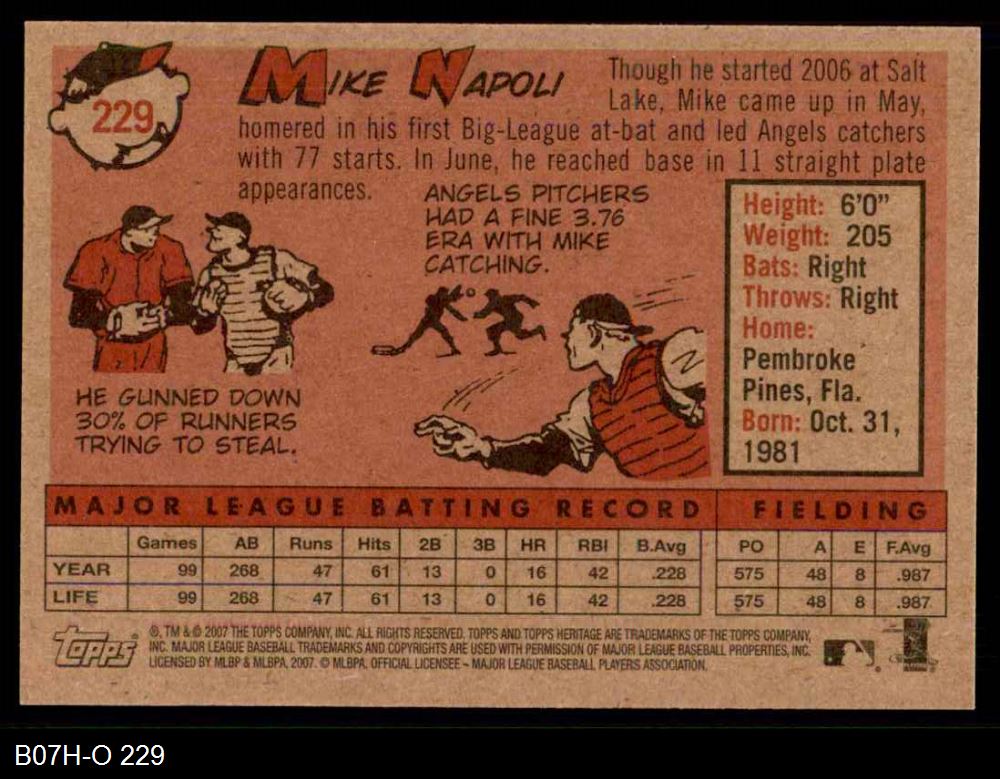 229
MIKE NAPOLI
Though he started 2006 at Salt
Lake, Mike came up in May,
homered in his first Big-League at-bat and led Angels catchers
with 77 starts. In June, he reached base in 11 straight plate
appearances.
ANGELS PITCHERS
HAD A FINE 3.76
ERA WITH MIKE
CATCHING.
HE GUNNED DOWN
30% OF RUNNERS
TRYING TO STEAL.
Height: 6'0"
Weight: 205
Bats: Right
Throws: Right
Home:
Pembroke
Pines, Fla.
Born: Oct. 31,
1981
MAJOR LEAGUE BATTING RECORD FIELDING
Games AB Runs Hits 2B 3B HR RBI B.Avg PO A E F.Avg
YEAR 99 268 47 61 13 0 16 42 .228 575 48 8 .987
LIFE 99 268 47 61 13 0 16 42 .228 575 48 8 .987
topps
®, TM & © 2007 THE TOPPS COMPANY, INC. ALL RIGHTS RESERVED. TOPPS AND TOPPS HERITAGE ARE TRADEMARKS OF THE TOPPS COMPANY,
INC. MAJOR LEAGUE BASEBALL TRADEMARKS AND COPYRIGHTS ARE USED WITH PERMISSION OF MAJOR LEAGUE BASEBALL PROPERTIES, INC.
LICENSED BY MLBP & MLBPA, 2007. © MLBPA, OFFICIAL LICENSEE – MAJOR LEAGUE BASEBALL PLAYERS ASSOCIATION.
B07H-O 229